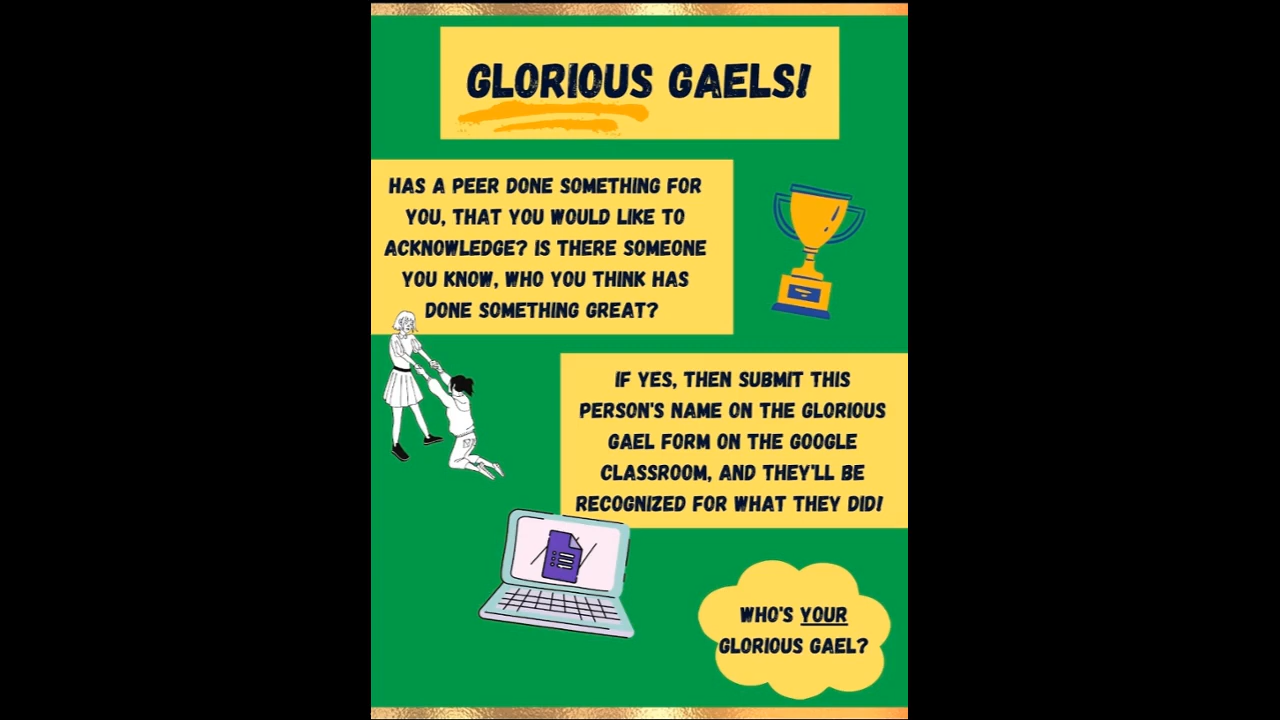 GLORIOUS GAELS!
HAS A PEER DONE SOMETHING FOR
YOU, THAT YOU WOULD LIKE TO
ACKNOWLEDGE? IS THERE SOMEONE
YOU KNOW, WHO YOU THINK HAS
DONE SOMETHING GREAT?
IF YES, THEN SUBMIT THIS
PERSON'S NAME ON THE GLORIOUS
GAEL FORM ON THE GOOGLE
CLASSROOM, AND THEY'LL BE
RECOGNIZED FOR WHAT THEY DID!
WHO'S YOUR
GLORIOUS GAEL?